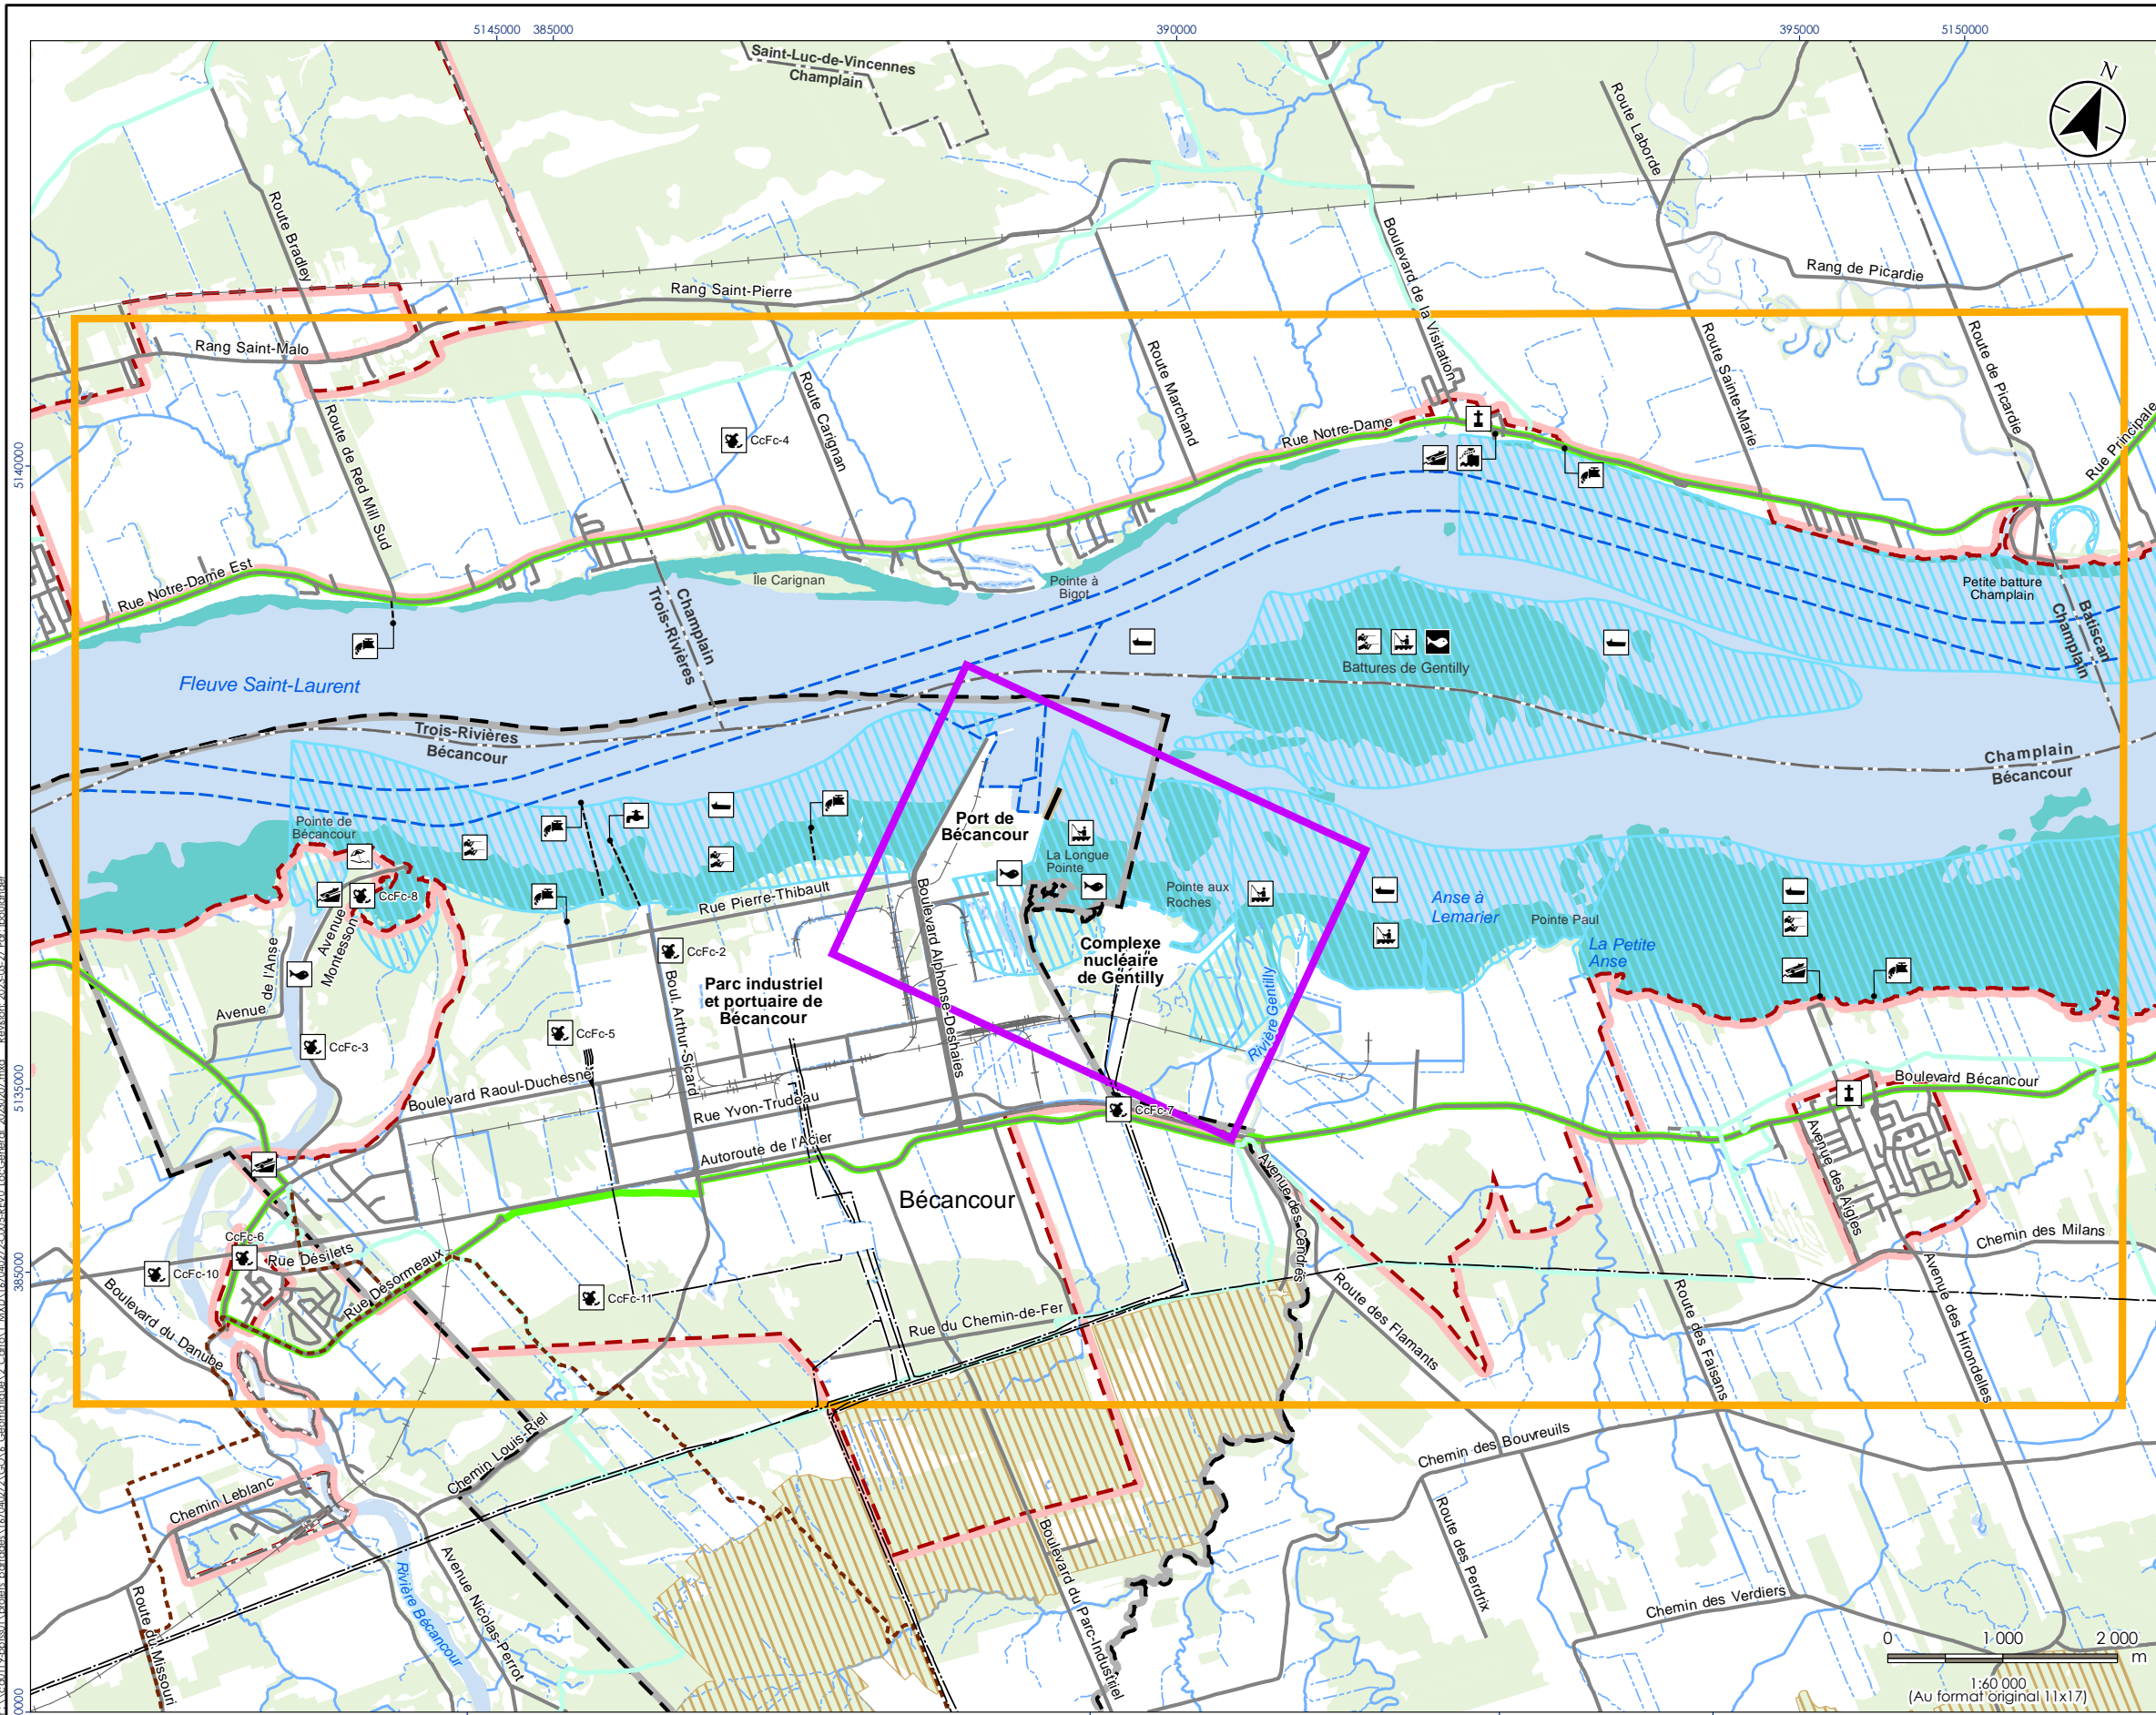 5145000
385000
390000
395000
5150000
Saint-Luc-de-Vincennes
Champlain
N
Route Laborde
Route Bradley
Boulevard de la Visitation
Rang de Picardie
Rang Saint-Pierre
Rang Saint-Malo
Route Marchand
Route Sainte-Marie
Route de Picardie
Route Carignan
Route de Red Mill Sud
CcFc-4
Rue Notre-Dame
Rue Principale
5140000
Île Carignan
Pointe à
Bigot
Petite batture
Champlain
Rue Notre-Dame Est
Champlain
Trois-Rivières
Batiscan
Champlain
Battures de Gentilly
Fleuve Saint-Laurent
Trois-Rivières
Bécancour
Champlain
Bécancour
Pointe de
Bécancour
Port de
Bécancour
La Longue
Pointe
Pointe aux
Roches
Anse à
Lemarier
Pointe Paul
La Petite
Anse
CcFc-8
Rue Pierre-Thibault
Boulevard Alphonse-Deshaies
Avenue
Montesson
Avenue de l'Anse
CcFc-2
Complexe
nucléaire
de Gentilly
Parc industriel
et portuaire de
Bécancour
Boul. Arthur-Sicard
Rivière Gentilly
CcFc-3
CcFc-5
5135000
Boulevard Raoul-Duchesne
Rue Yvon-Trudeau
CcFc-7
Boulevard Bécancour
Autoroute de l'Acier
Avenue des Aigles
Avenue des Cendrés
Bécancour
CcFc-6
Rue Désilets
CcFc-10
Rue Désormeaux
CcFc-11
385000
Boulevard du Danube
Rue du Chemin-de-Fer
Route des Flamants
Route des Faisans
Chemin des Milans
Avenue des Hirondelles
Chemin Louis-Riel
Chemin Leblanc
Chemin des Bouvreuils
Route des Perdrix
Boulevard du Parc-Industriel
Avenue Nicolas-Perrot
Rivière Bécancour
Route du Missouri
Chemin des Verdiers
0 1 000 2 000
m
1:60 000
(Au format original 11x17)